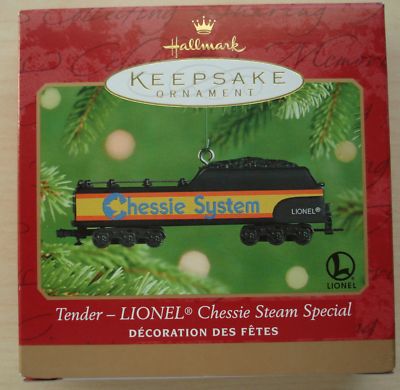 Hallmark
KEEPSAKE
ORNAMENT
Chessie System
LIONEL®
L
LIONEL
Tender – LIONEL® Chessie Steam Special
DÉCORATION DES FÊTES